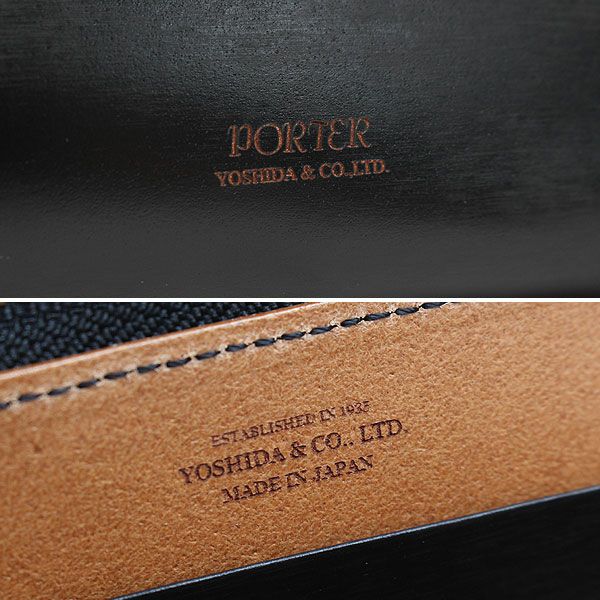 PORTER
YOSHIDA & CO.,LTD.
ESTABLISHED IN 1935
YOSHIDA & CO., LTD.
MADE IN JAPAN